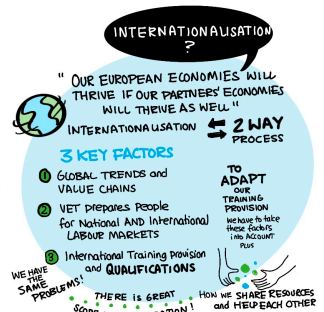 INTERNATIONALISATION
?
" OUR EUROPEAN ECONOMIES WILL
THRIVE IF OUR PARTNERS' ECONOMIES
WILL THRIVE AS WELL "
INTERNATIONALISATION 2 WAY
PROCESS
3 KEY FACTORS
1 GLOBAL TRENDS and
VALUE CHAINS
2 VET PREPARES PEOPLE
for National AND International
LABOUR MARKETS
3 International Training Provision
and QUALIFICATIONS
TO
ADAPT
OUR
TRAINING
PROVISION
We have to take
these factors
into ACCOUNT
PLUS
WE HAVE
THE
SAME
PROBLEMS!
THERE IS GREAT
HOW WE SHARE RESOURCES
and HELP EACH OTHER